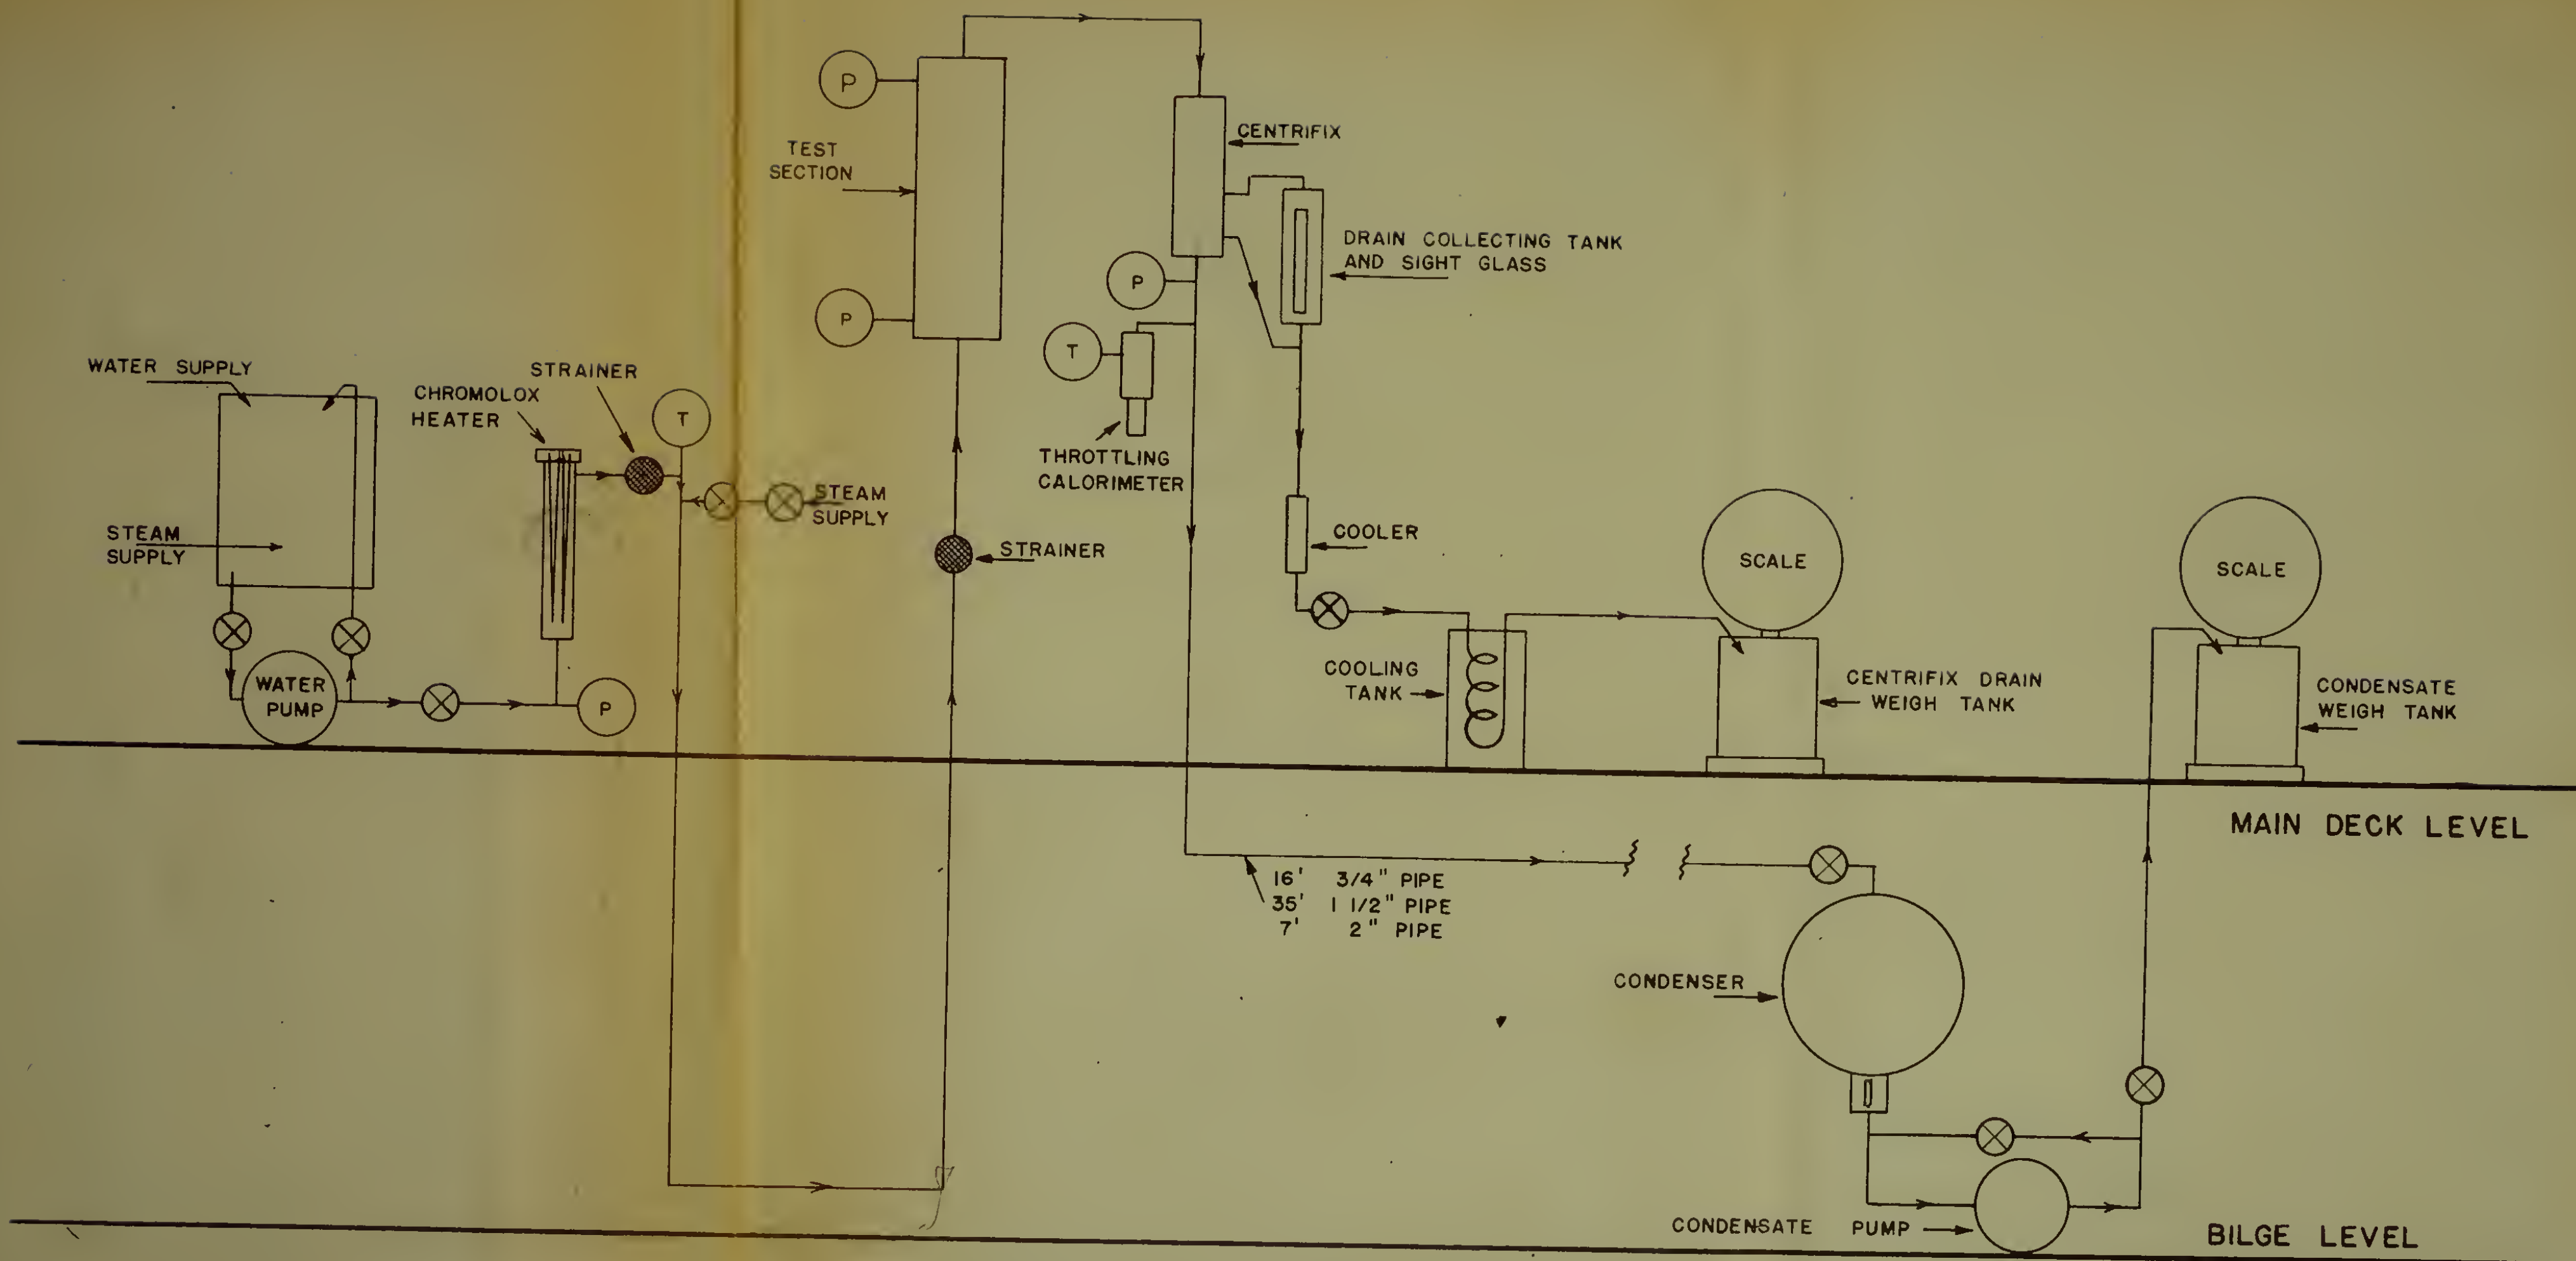 P
TEST
SECTION
P
CENTRIFIX
DRAIN COLLECTING TANK
AND SIGHT GLASS
P
T
THROTTLING
CALORIMETER
WATER SUPPLY
STEAM
SUPPLY
WATER
PUMP
CHROMOLOX
HEATER
STRAINER
T
P
STEAM
SUPPLY
STRAINER
COOLER
COOLING
TANK
SCALE
CENTRIFIX DRAIN
WEIGH TANK
SCALE
CONDENSATE
WEIGH TANK
MAIN DECK LEVEL
16' 3/4" PIPE
35' 1 1/2" PIPE
7' 2" PIPE
CONDENSER
CONDENSATE PUMP
BILGE LEVEL